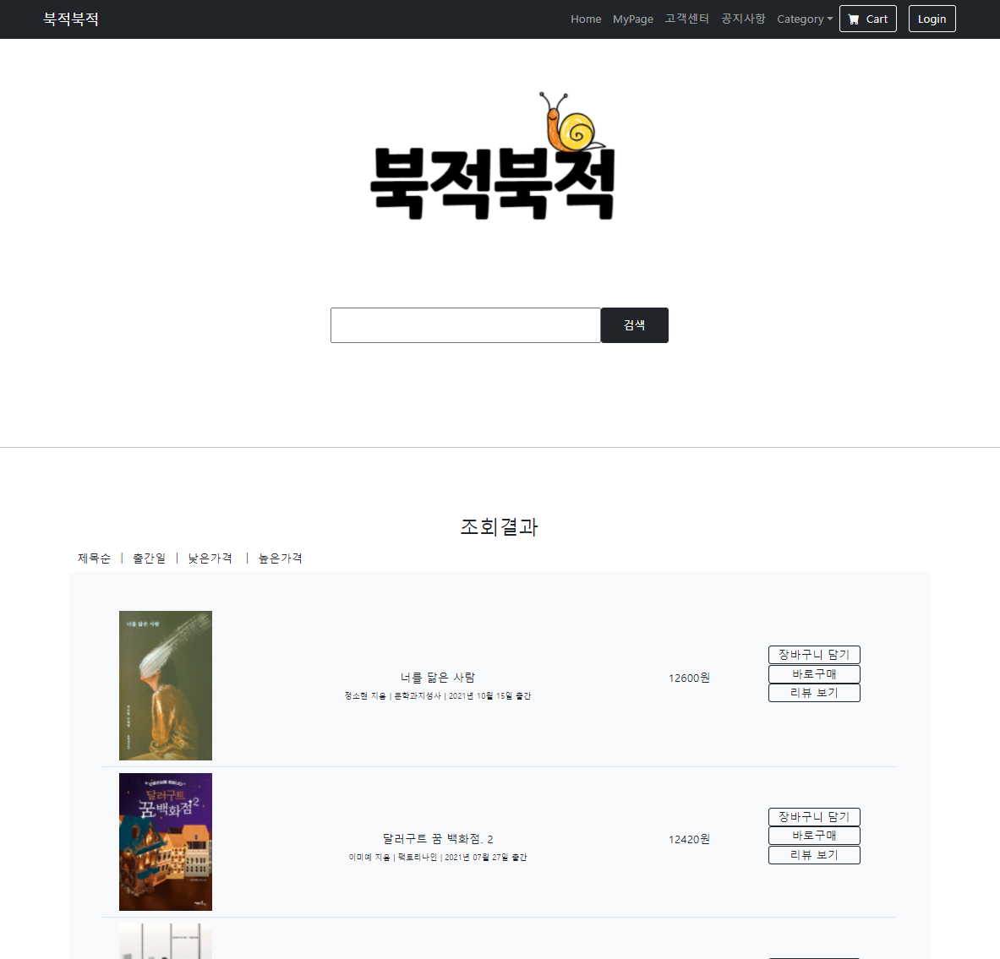 북적북적
Home MyPage 고객센터 공지사항 Category Cart Login
북적북적
검색
조회결과
제목순 | 출간일 | 낮은가격 | 높은가격
너를 닮은 사람
너를 닮은 사람
정소현 지음 | 문학과지성사 | 2021년 10월 15일 출간
12600원
장바구니 담기
바로구매
리뷰 보기
달러구트
꿈백화점2
달러구트 꿈 백화점. 2
이미예 지음 | 팩토리나인 | 2021년 07월 27일 출간
12420원
장바구니 담기
바로구매
리뷰 보기